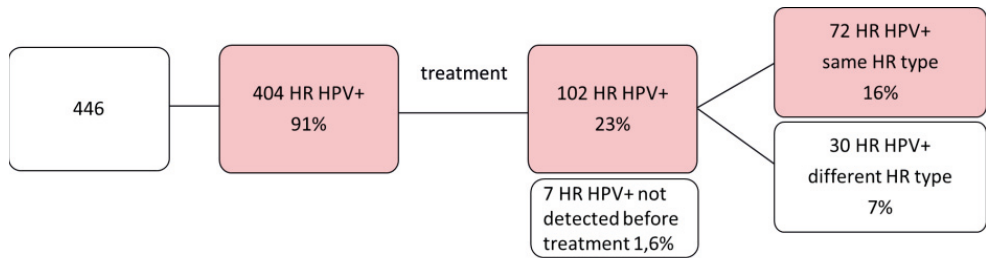 446
404 HR HPV+
91%
treatment
102 HR HPV+
23%
7 HR HPV+ not
detected before
treatment 1,6%
72 HR HPV+
same HR type
16%
30 HR HPV+
different HR type
7%